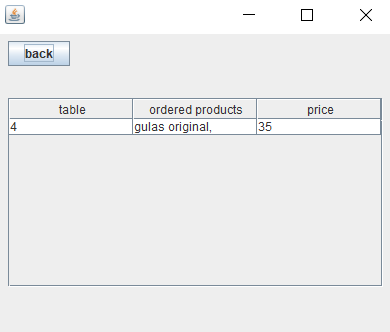 back
table ordered products price
4 gulas original, 35